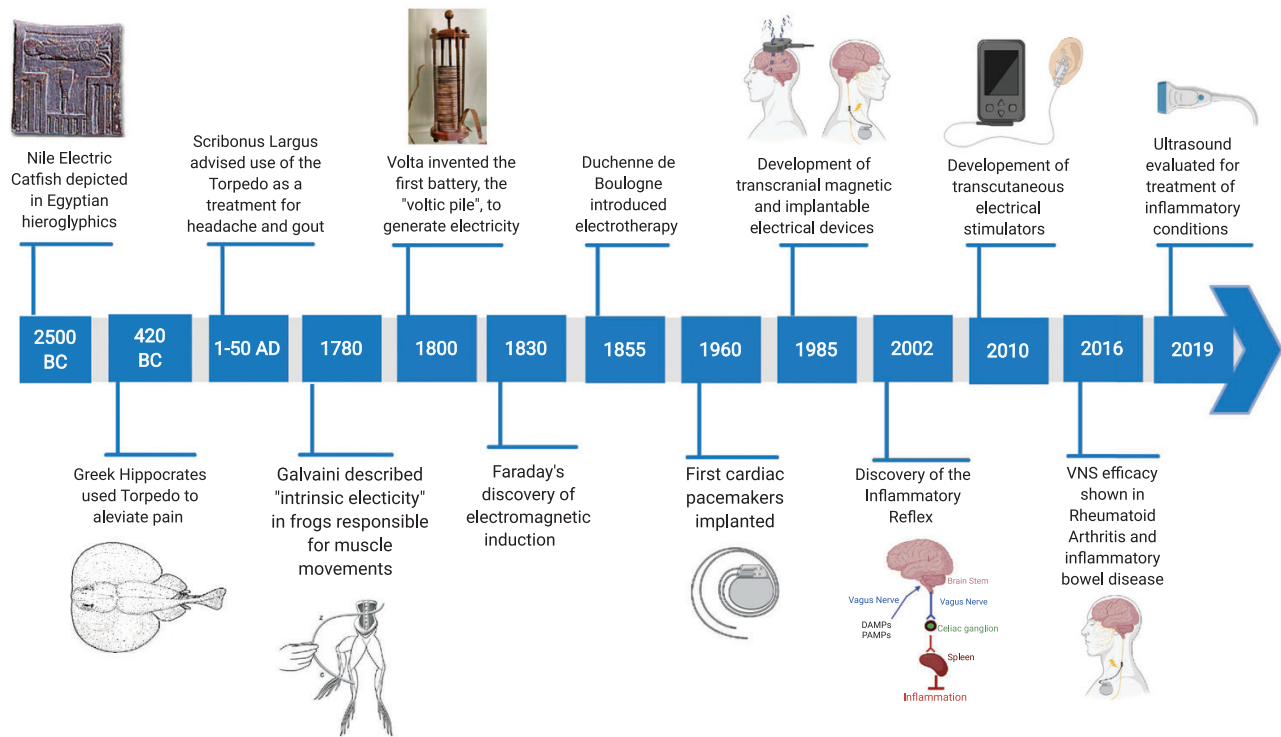 Nile Electric
Catfish depicted
in Egyptian
hieroglyphics
Scribonus Largus
advised use of the
Torpedo as a
treatment for
headache and gout
Volta invented the
first battery, the
"voltic pile", to
generate electricity
Duchenne de
Boulogne
introduced
electrotherapy
Development of
transcranial magnetic
and implantable
electrical devices
Developement of
transcutaneous
electrical
stimulators
Ultrasound
evaluated for
treatment of
inflammatory
conditions
2500
BC
420
BC
1-50 AD
1780
1800
1830
1855
1960
1985
2002
2010
2016
2019
Greek Hippocrates
used Torpedo to
aleviate pain
Galvaini described
"intrinsic electicity"
in frogs responsible
for muscle
movements
Z
C
Faraday's
discovery of
electromagnetic
induction
First cardiac
pacemakers
implanted
Discovery of the
Inflammatory
Reflex
Brain Stem
Vagus Nerve
Vagus Nerve
DAMPs
PAMPs
Celiac ganglion
Spleen
Inflammation
VNS efficacy
shown in
Rheumatoid
Arthritis and
inflammatory
bowel disease